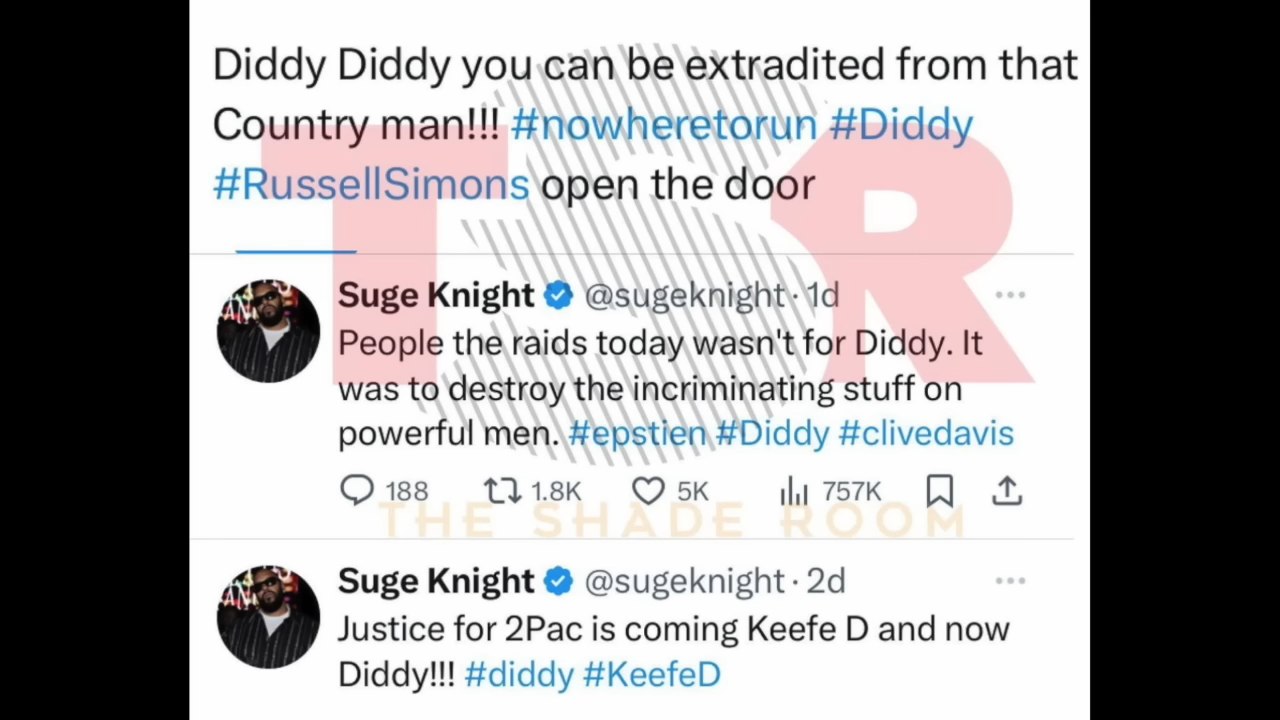 Diddy Diddy you can be extradited from that
Country man!!! #nowheretorun #Diddy
#RussellSimons open the door
Suge Knight @sugeknight · 1d
People the raids today wasn't for Diddy. It
was to destroy the incriminating stuff on
powerful men. #epstien #Diddy #clivedavis
188 1.8K 5K 757K
Suge Knight @sugeknight · 2d
Justice for 2Pac is coming Keefe D and now
Diddy!!! #diddy #KeefeD
TSR
THE SHADE ROOM